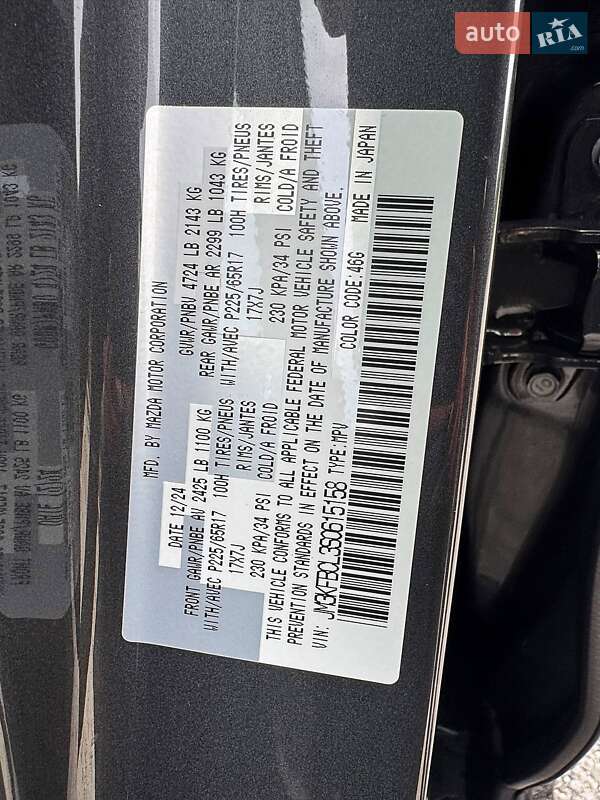 auto RIA.com
MFD. BY MAZDA MOTOR CORPORATION
DATE 12/24 GVWR/PNBV 4724 LB 2143 KG
FRONT GAWR/PNBE AV 2425 LB 1100 KG REAR GAWR/PNBE AR 2299 LB 1043 KG
WITH/AVEC P225/65R17 100H TIRES/PNEUS WITH/AVEC P225/65R17 100H TIRES/PNEUS
17X7J RIMS/JANTES 17X7J RIMS/JANTES
230 KPA/34 PSI COLD/A FROID 230 KPA/34 PSI COLD/A FROID
THIS VEHICLE CONFORMS TO ALL APPLICABLE FEDERAL MOTOR VEHICLE SAFETY AND THEFT
PREVENTION STANDARDS IN EFFECT ON THE DATE OF MANUFACTURE SHOWN ABOVE.
VIN: JM3KFBCL3S0615158 TYPE:MPV COLOR CODE:46G MADE IN JAPAN